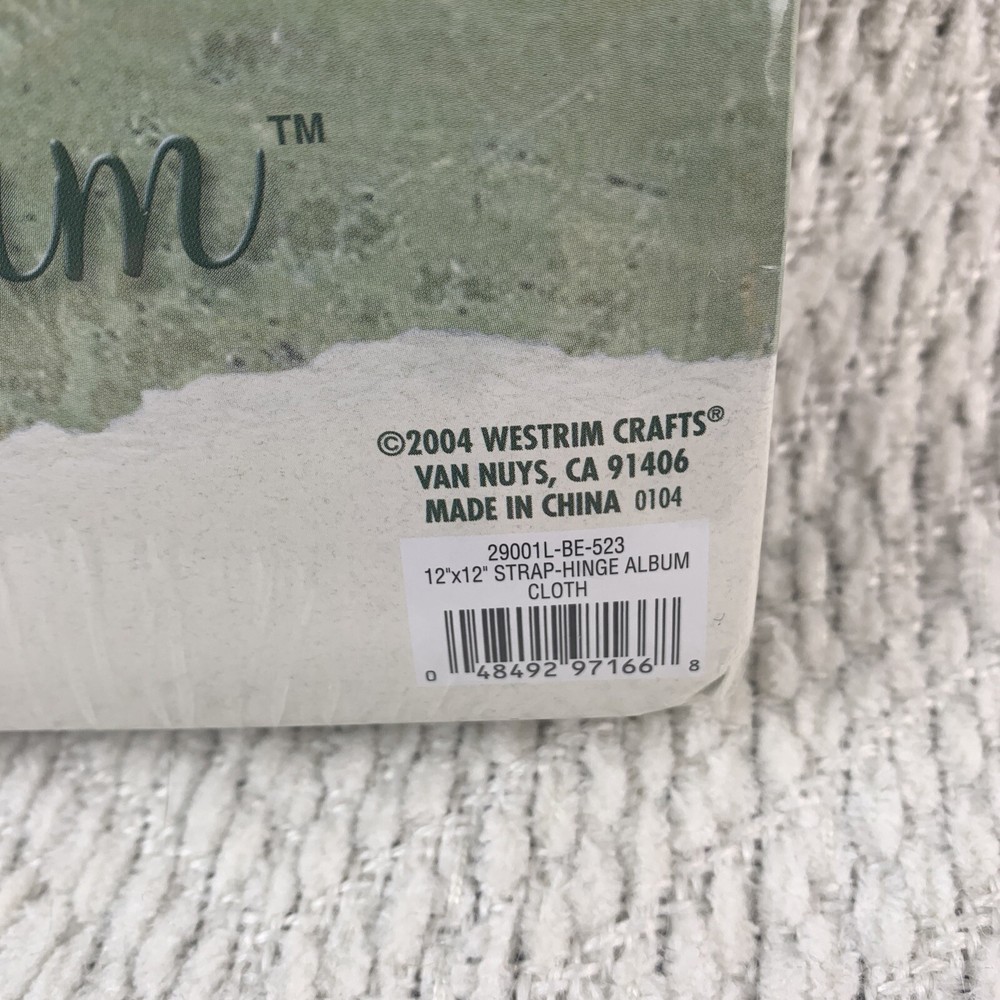 um™
©2004 WESTRIM CRAFTS®
VAN NUYS, CA 91406
MADE IN CHINA 0104
29001L-BE-523
12"x12" STRAP-HINGE ALBUM
CLOTH
0 48492 97166 8